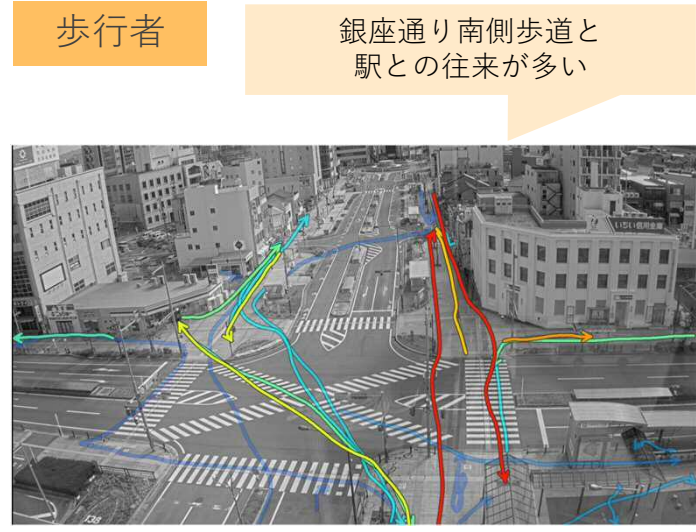 歩行者
銀座通り南側歩道と
駅との往来が多い
いちい信用金庫